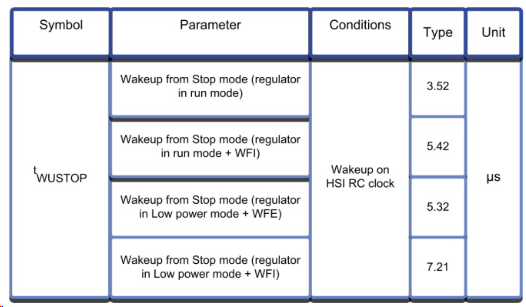 Symbol
Parameter
Conditions
Type
Unit
tWUSTOP
Wakeup from Stop mode (regulator
in run mode)
3.52
Wakeup from Stop mode (regulator
in run mode + WFI)
5.42
Wakeup from Stop mode (regulator
in Low power mode + WFE)
5.32
Wakeup from Stop mode (regulator
in Low power mode + WFI)
7.21
Wakeup on
HSI RC clock
µs